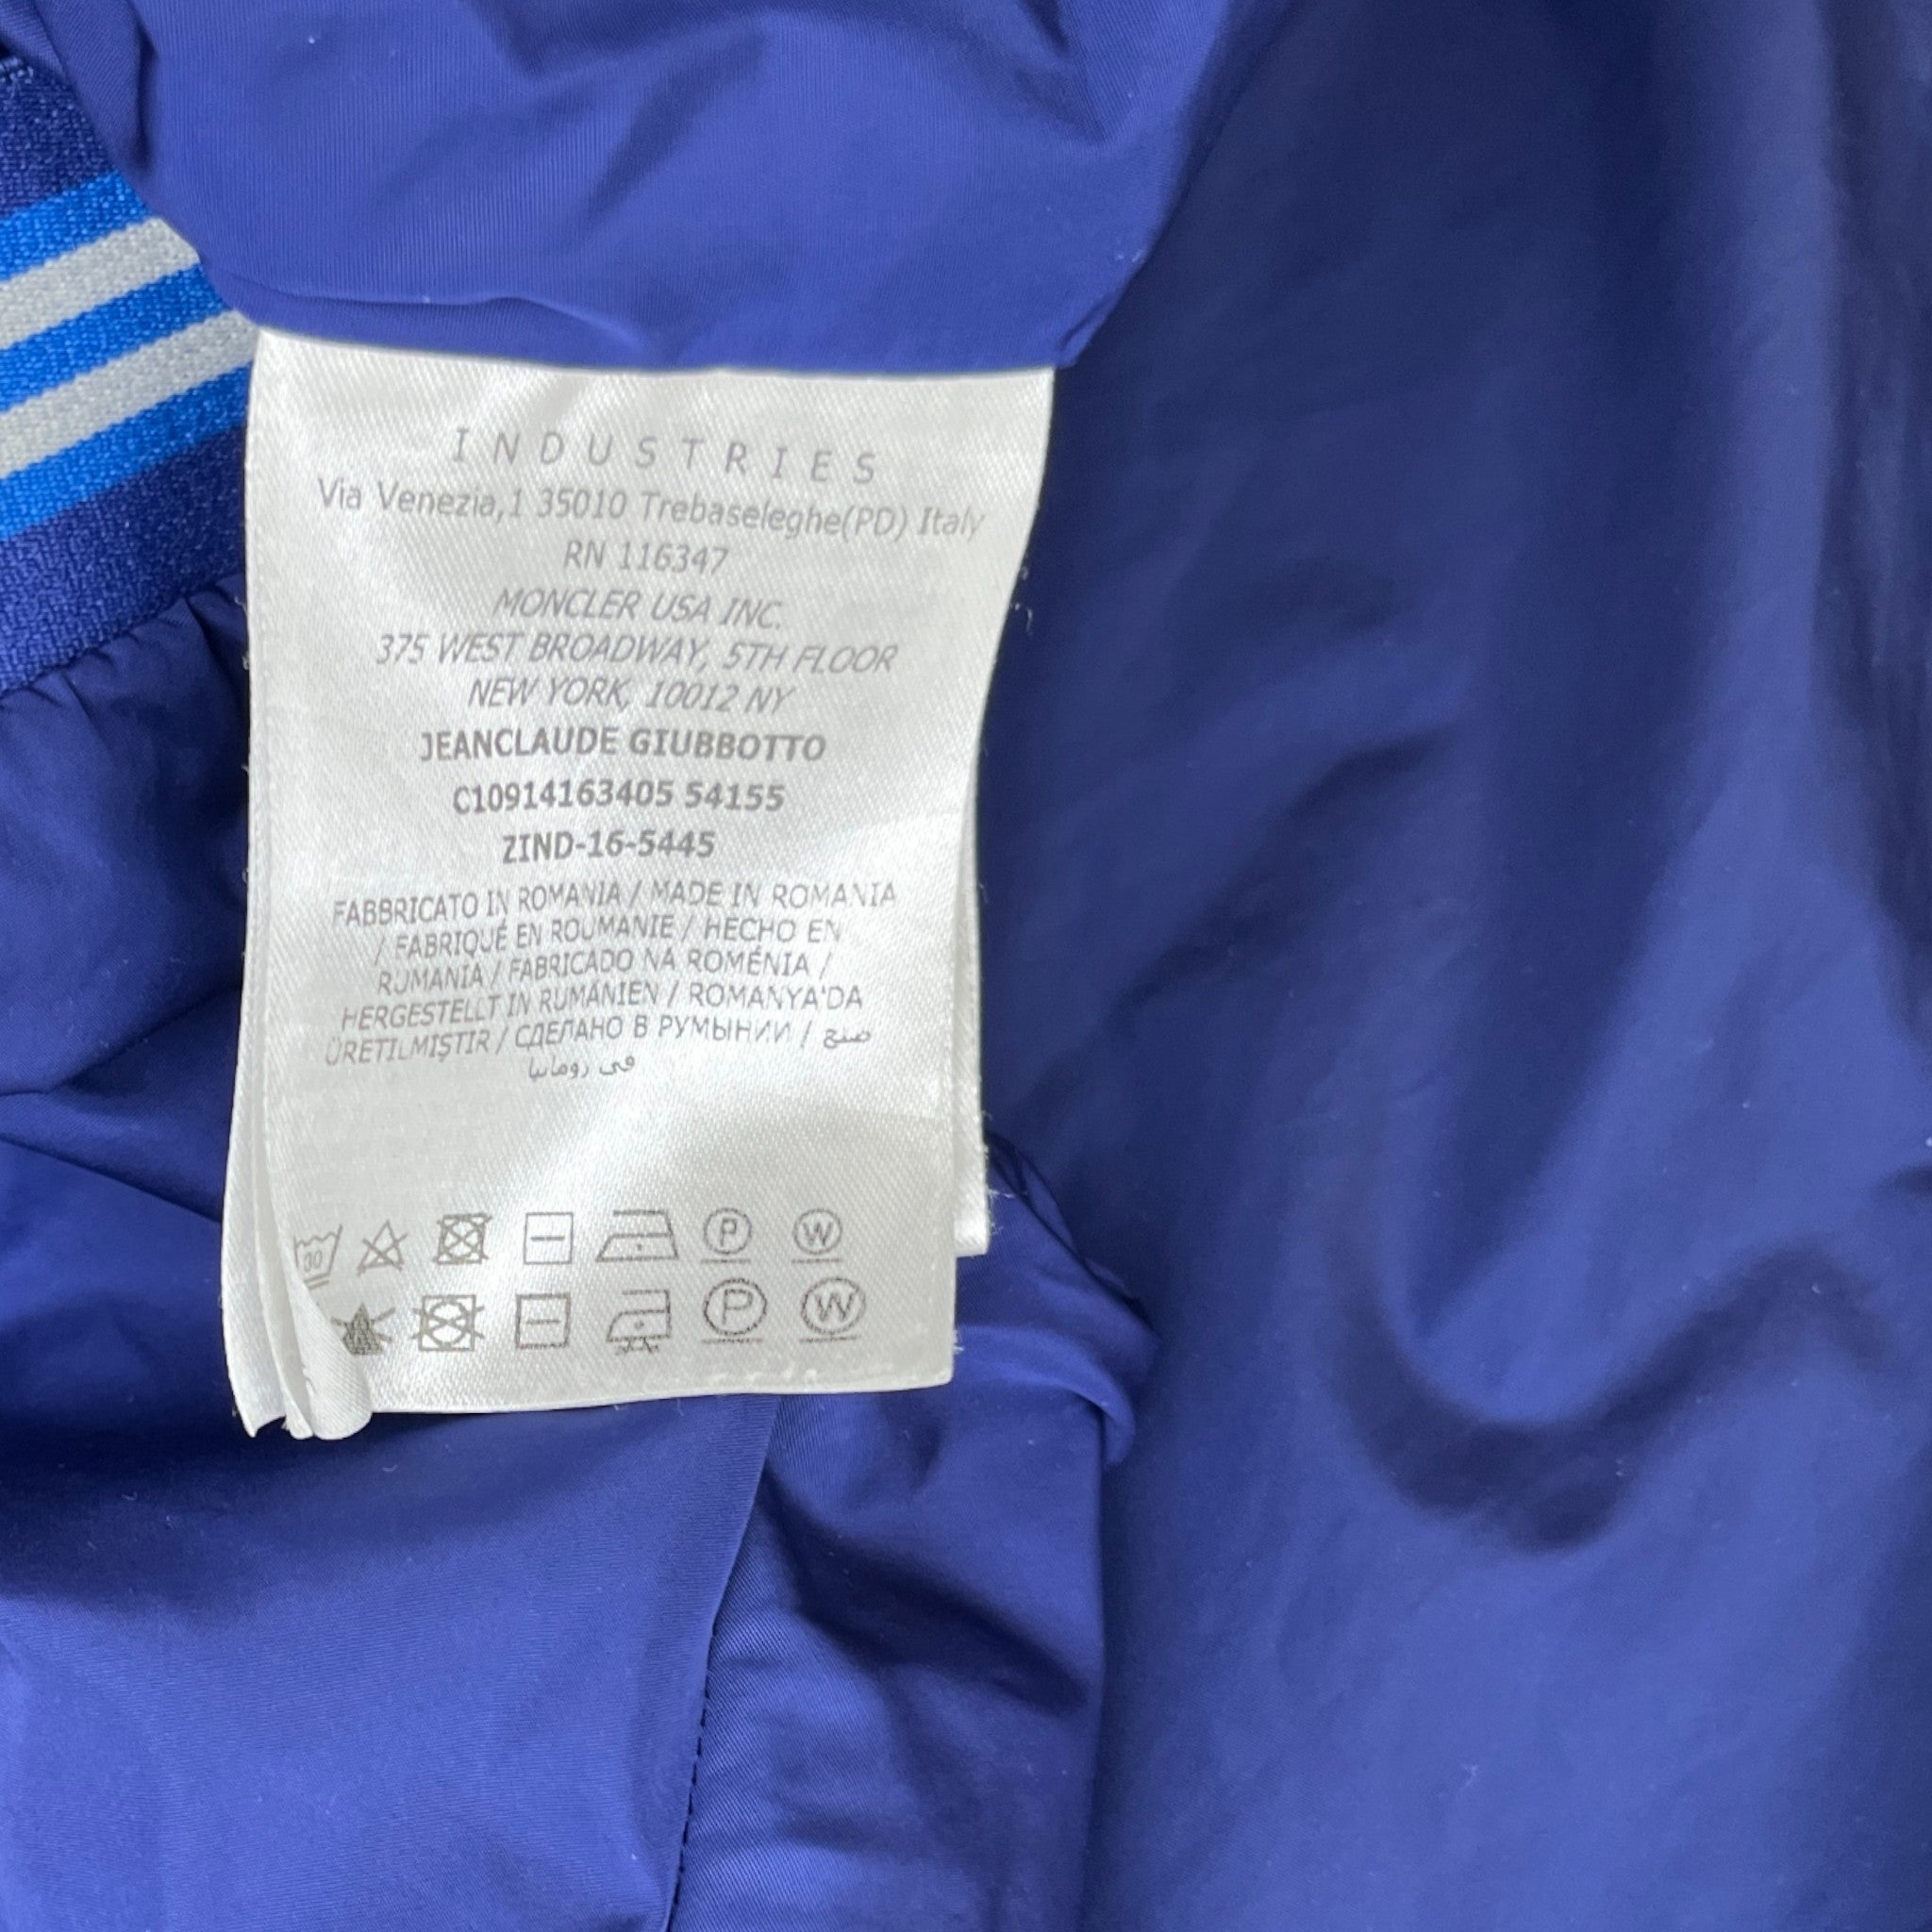 INDUSTRIES
Via Venezia,1 35010 Trebaseleghe(PD) Italy
RN 116347
MONCLER USA INC.
375 WEST BROADWAY, 5TH FLOOR
NEW YORK, 10012 NY
JEANCLAUDE GIUBBOTTO
C10914163405 54155
ZIND-16-5445
FABBRICATO IN ROMANIA / MADE IN ROMANIA
/ FABRIQUÉ EN ROUMANIE / HECHO EN
RUMANIA / FABRICADO NA ROMÉNIA /
HERGESTELLT IN RUMÄNIEN / ROMANYA'DA
ÜRETILMIŞTIR / СДЕЛАНО В РУМЫНИИ / صنع
في رومانيا
30 P W
P W